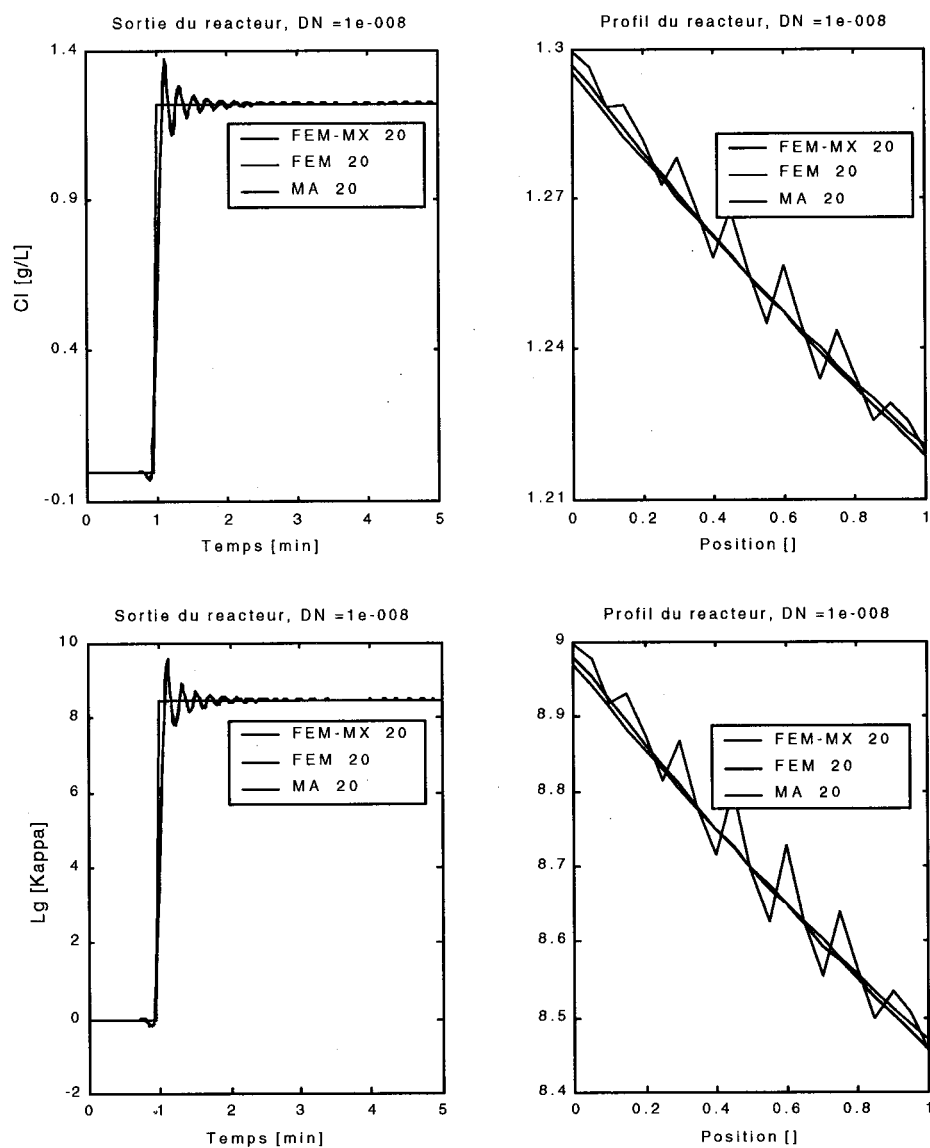 Sortie du reacteur, DN =1e-008
1.4
0.9
0.4
-0.1
Cl [g/L]
FEM-MX 20
FEM 20
MA 20
0 1 2 3 4 5
Temps [min]
Profil du reacteur, DN =1e-008
1.3
1.27
1.24
1.21
FEM-MX 20
FEM 20
MA 20
0 0.2 0.4 0.6 0.8 1
Position []
Sortie du reacteur, DN =1e-008
10
8
6
4
2
0
-2
Lg [Kappa]
FEM-MX 20
FEM 20
MA 20
0 1 2 3 4 5
Temps [min]
Profil du reacteur, DN =1e-008
9
8.9
8.8
8.7
8.6
8.5
8.4
FEM-MX 20
FEM 20
MA 20
0 0.2 0.4 0.6 0.8 1
Position []